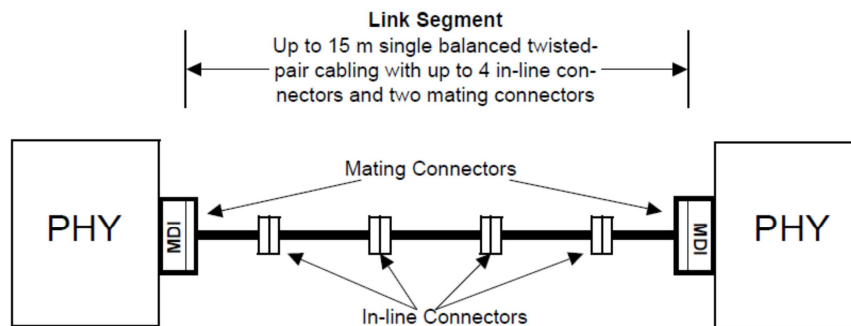 Link Segment
Up to 15 m single balanced twisted-
pair cabling with up to 4 in-line con-
nectors and two mating connectors
Mating Connectors
PHY
MDI
MDI
PHY
In-line Connectors